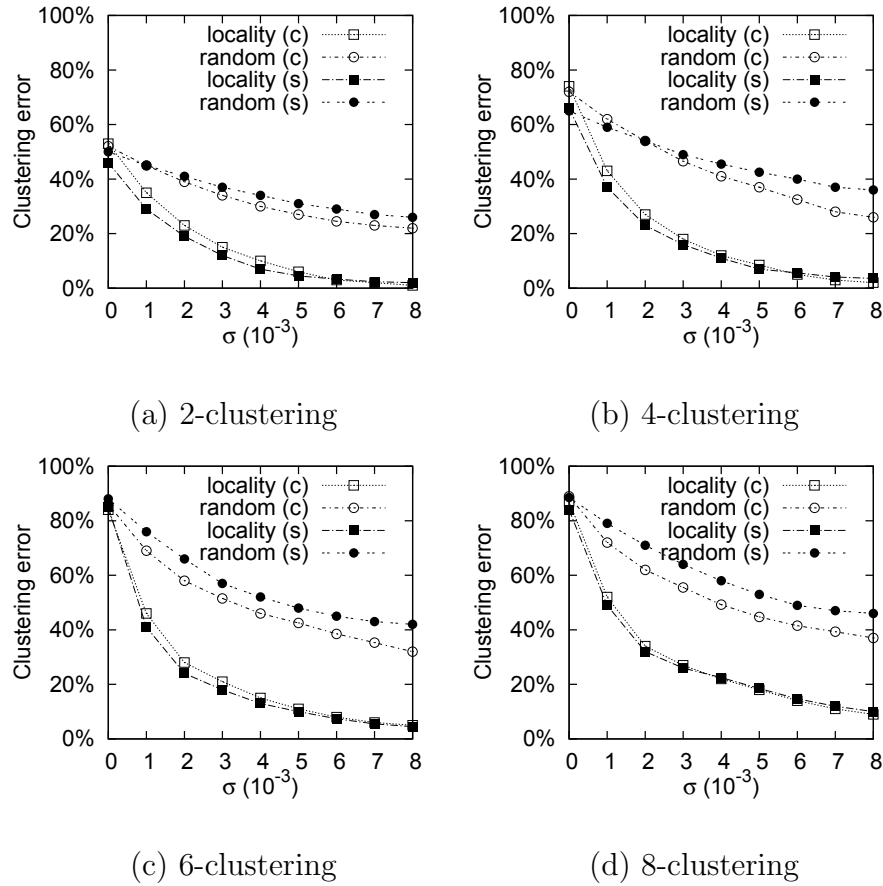 100%
80%
60%
40%
20%
0%
Clustering error
locality (c)
random (c)
locality (s)
random (s)
0 1 2 3 4 5 6 7 8
σ (10⁻³)
(a) 2-clustering
100%
80%
60%
40%
20%
0%
Clustering error
locality (c)
random (c)
locality (s)
random (s)
0 1 2 3 4 5 6 7 8
σ (10⁻³)
(b) 4-clustering
100%
80%
60%
40%
20%
0%
Clustering error
locality (c)
random (c)
locality (s)
random (s)
0 1 2 3 4 5 6 7 8
σ (10⁻³)
(c) 6-clustering
100%
80%
60%
40%
20%
0%
Clustering error
locality (c)
random (c)
locality (s)
random (s)
0 1 2 3 4 5 6 7 8
σ (10⁻³)
(d) 8-clustering